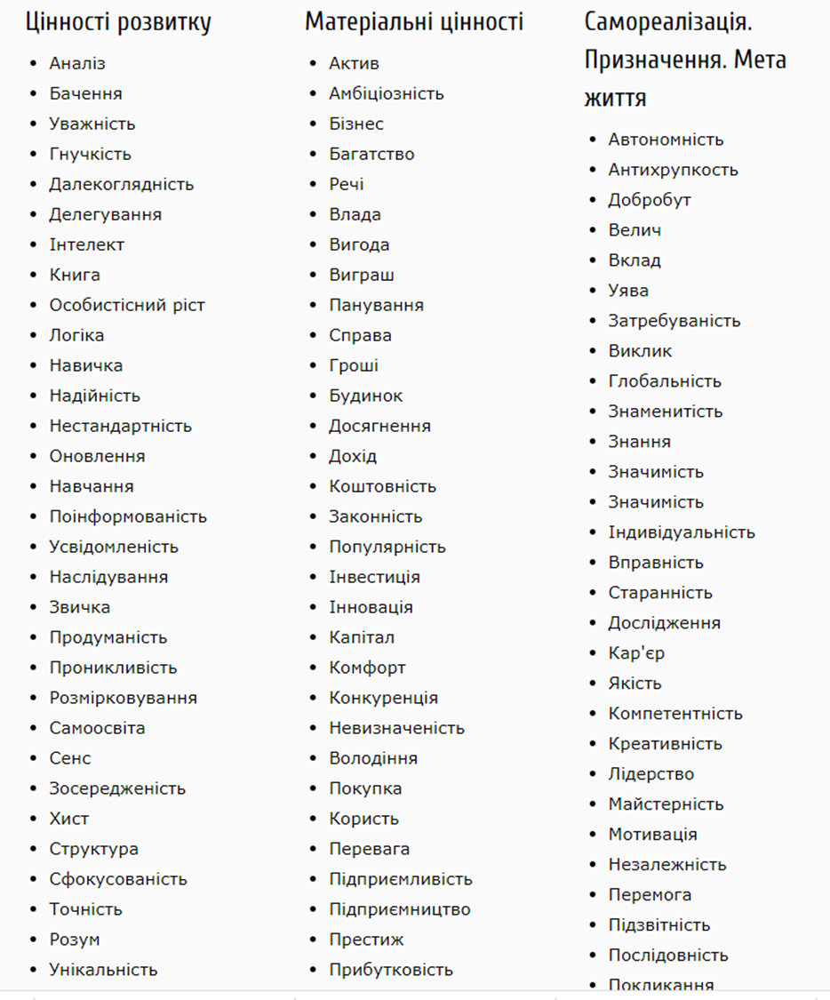 Цінності розвитку
Аналіз
Бачення
Уважність
Гнучкість
Далекоглядність
Делегування
Інтелект
Книга
Особистісний ріст
Логіка
Навичка
Надійність
Нестандартність
Оновлення
Навчання
Поінформованість
Усвідомленість
Наслідування
Звичка
Продуманість
Проникливість
Розмірковування
Самоосвіта
Сенс
Зосередженість
Хист
Структура
Сфокусованість
Точність
Розум
Унікальність
Матеріальні цінності
Актив
Амбіціозність
Бізнес
Багатство
Речі
Влада
Вигода
Виграш
Панування
Справа
Гроші
Будинок
Досягнення
Дохід
Коштовність
Законність
Популярність
Інвестиція
Інновація
Капітал
Комфорт
Конкуренція
Невизначеність
Володіння
Покупка
Користь
Перевага
Підприємливість
Підприємництво
Престиж
Прибутковість
Самореалізація.
Призначення. Мета
життя
Автономність
Антихрупкость
Добробут
Велич
Вклад
Уява
Затребуваність
Виклик
Глобальність
Знаменитість
Знання
Значимість
Значимість
Індивідуальність
Вправність
Старанність
Дослідження
Кар'єр
Якість
Компетентність
Креативність
Лідерство
Майстерність
Мотивація
Незалежність
Перемога
Підзвітність
Послідовність
Покликання